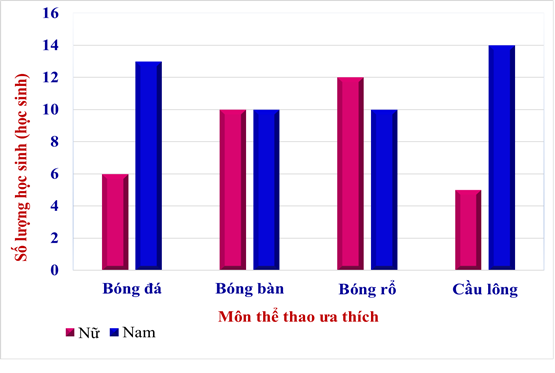 Số lượng học sinh (học sinh)
16
14
12
10
8
6
4
2
0
Bóng đá Bóng bàn Bóng rổ Cầu lông
Môn thể thao ưa thích
Nữ Nam